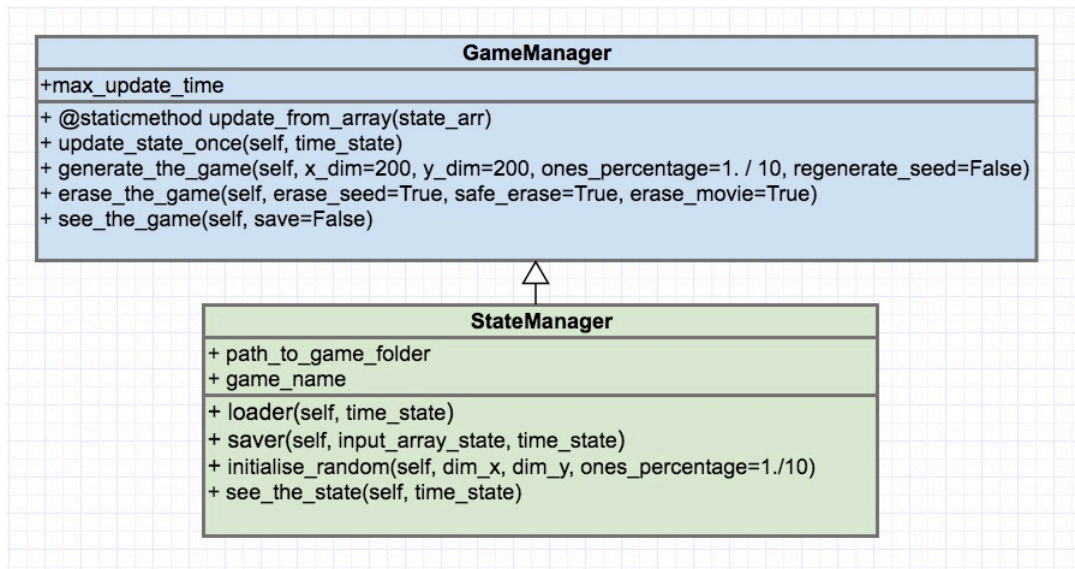 GameManager
+max_update_time
+ @staticmethod update_from_array(state_arr)
+ update_state_once(self, time_state)
+ generate_the_game(self, x_dim=200, y_dim=200, ones_percentage=1. / 10, regenerate_seed=False)
+ erase_the_game(self, erase_seed=True, safe_erase=True, erase_movie=True)
+ see_the_game(self, save=False)
StateManager
+ path_to_game_folder
+ game_name
+ loader(self, time_state)
+ saver(self, input_array_state, time_state)
+ initialise_random(self, dim_x, dim_y, ones_percentage=1./10)
+ see_the_state(self, time_state)